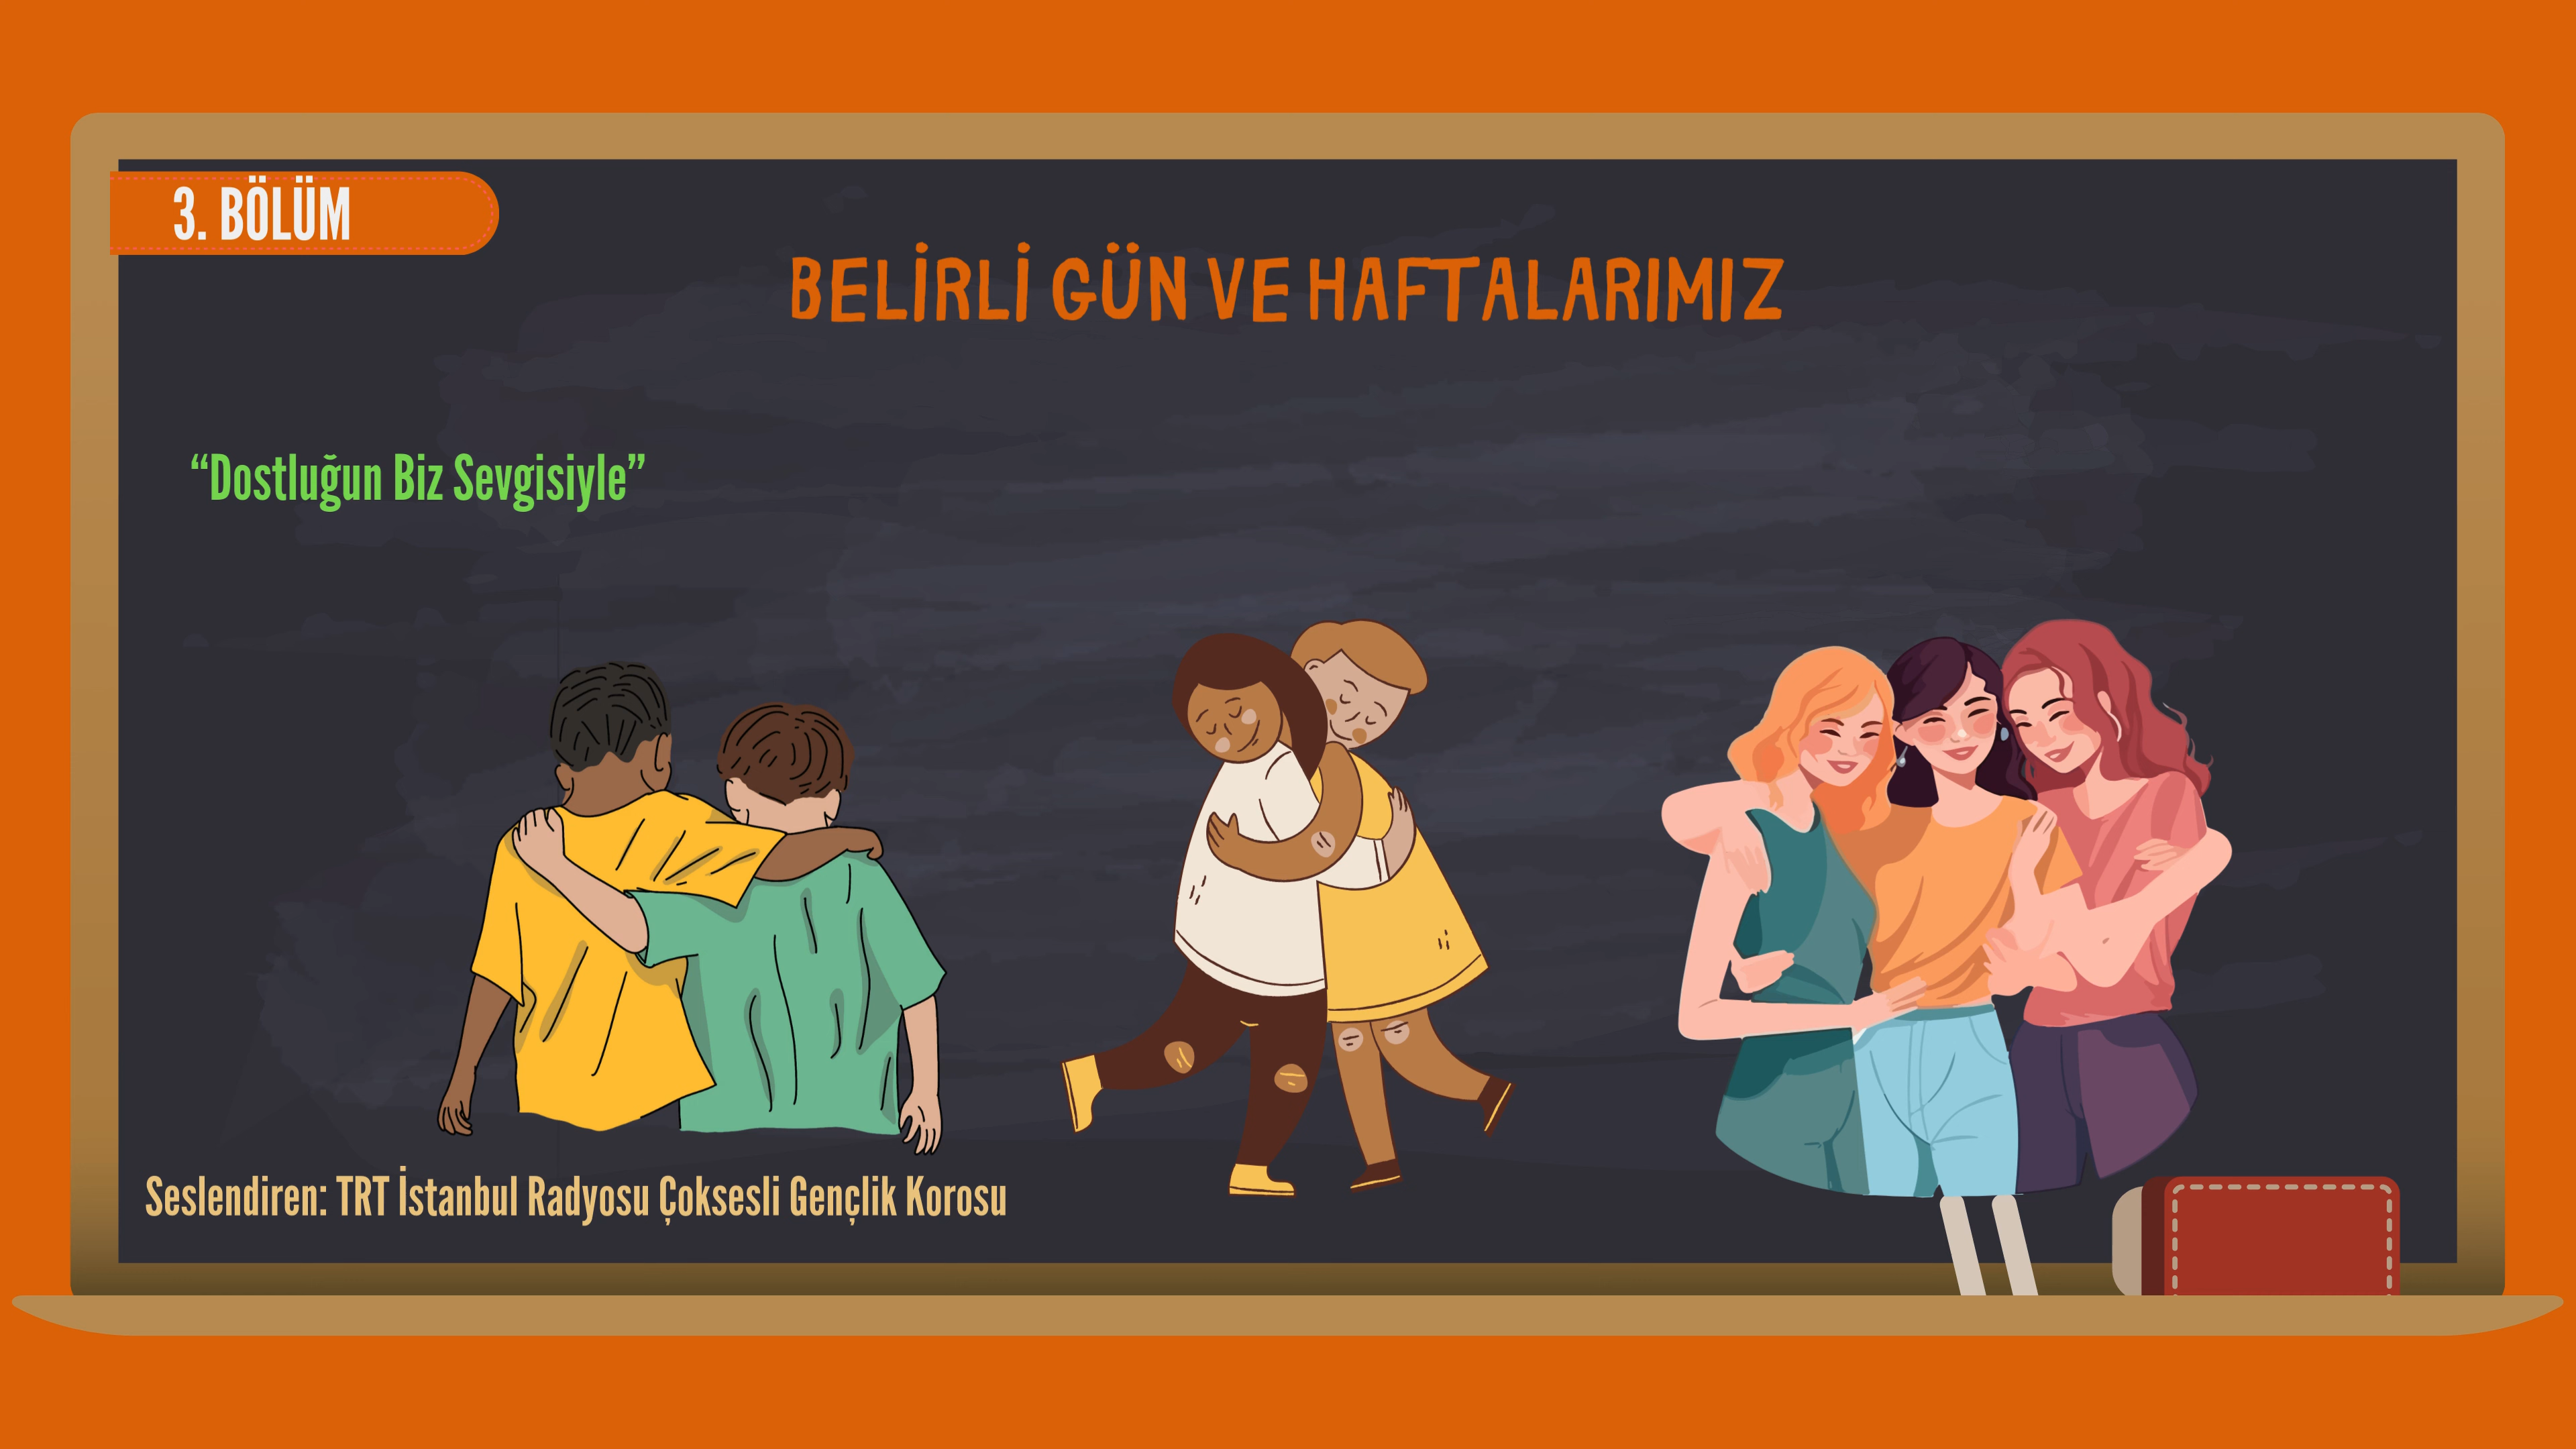 3. BÖLÜM
BELİRLİ GÜN VE HAFTALARIMIZ
“Dostluğun Biz Sevgisiyle”
Seslendiren: TRT İstanbul Radyosu Çoksesli Gençlik Korosu